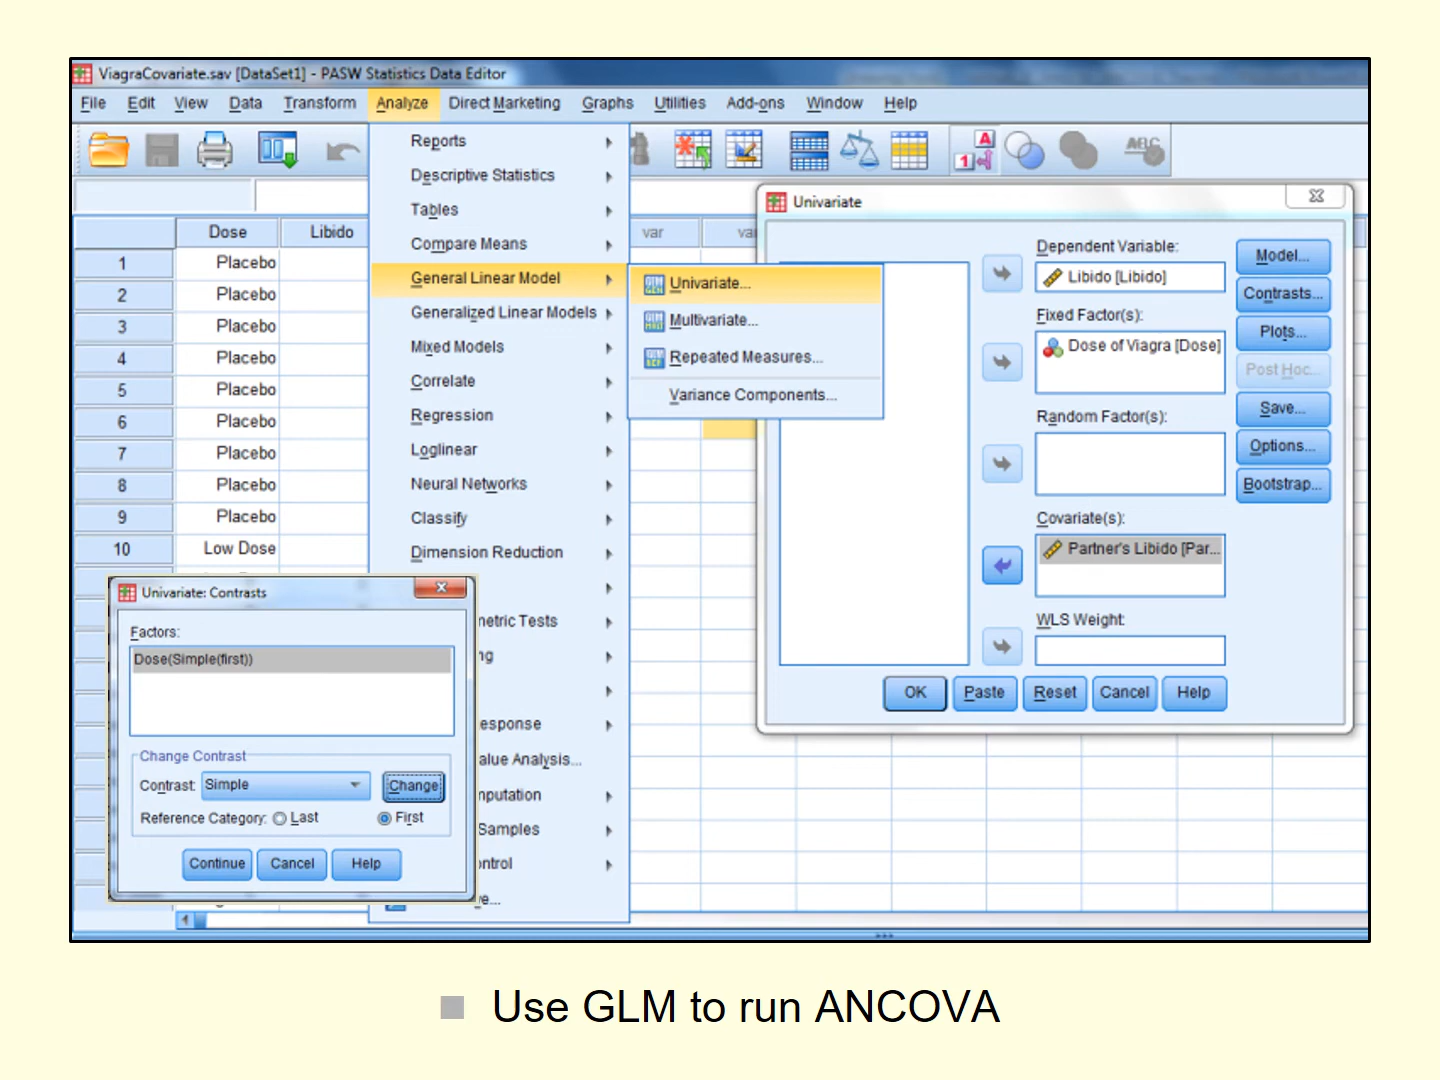 ViagraCovariate.sav [DataSet1] - PASW Statistics Data Editor
File Edit View Data Transform Analyze Direct Marketing Graphs Utilities Add-ons Window Help
Reports
Descriptive Statistics
Tables
Compare Means
General Linear Model
Generalized Linear Models
Mixed Models
Correlate
Regression
Loglinear
Neural Networks
Classify
Dimension Reduction
netric Tests
ng
esponse
alue Analysis...
nputation
Samples
ontrol
ve...
Univariate...
Multivariate...
Repeated Measures...
Variance Components...
Dose Libido var var
1 Placebo
2 Placebo
3 Placebo
4 Placebo
5 Placebo
6 Placebo
7 Placebo
8 Placebo
9 Placebo
10 Low Dose
Univariate
Dependent Variable:
Libido [Libido]
Fixed Factor(s):
Dose of Viagra [Dose]
Random Factor(s):
Covariate(s):
Partner's Libido [Par...
WLS Weight:
Model...
Contrasts...
Plots...
Post Hoc...
Save...
Options...
Bootstrap...
OK Paste Reset Cancel Help
Univariate: Contrasts
Factors:
Dose(Simple(first))
Change Contrast
Contrast: Simple Change
Reference Category: Last First
Continue Cancel Help
A
1
ABC
Use GLM to run ANCOVA